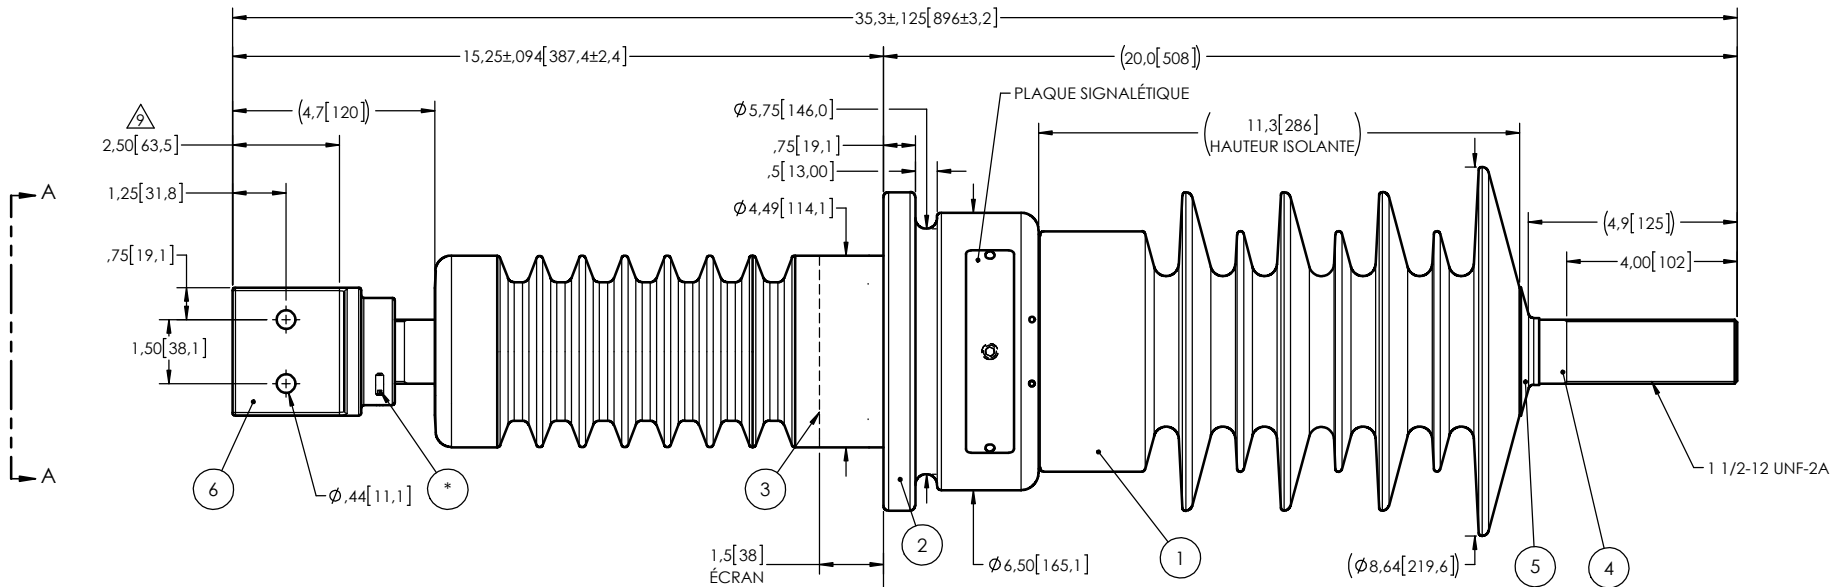 35,3±,125[896±3,2]
15,25±,094[387,4±2,4]
(20,0[508])
(4,7[120])
Ø5,75[146,0]
PLAQUE SIGNALÉTIQUE
9
2,50[63,5]
,75[19,1]
(11,3[286]
HAUTEUR ISOLANTE)
,5[13,00]
A
1,25[31,8]
Ø4,49[114,1]
(4,9[125])
,75[19,1]
4,00[102]
1,50[38,1]
A
6
Ø,44[11,1]
*
3
1 1/2-12 UNF-2A
1,5[38]
ÉCRAN
2
Ø6,50[165,1]
1
(Ø8,64[219,6])
5
4